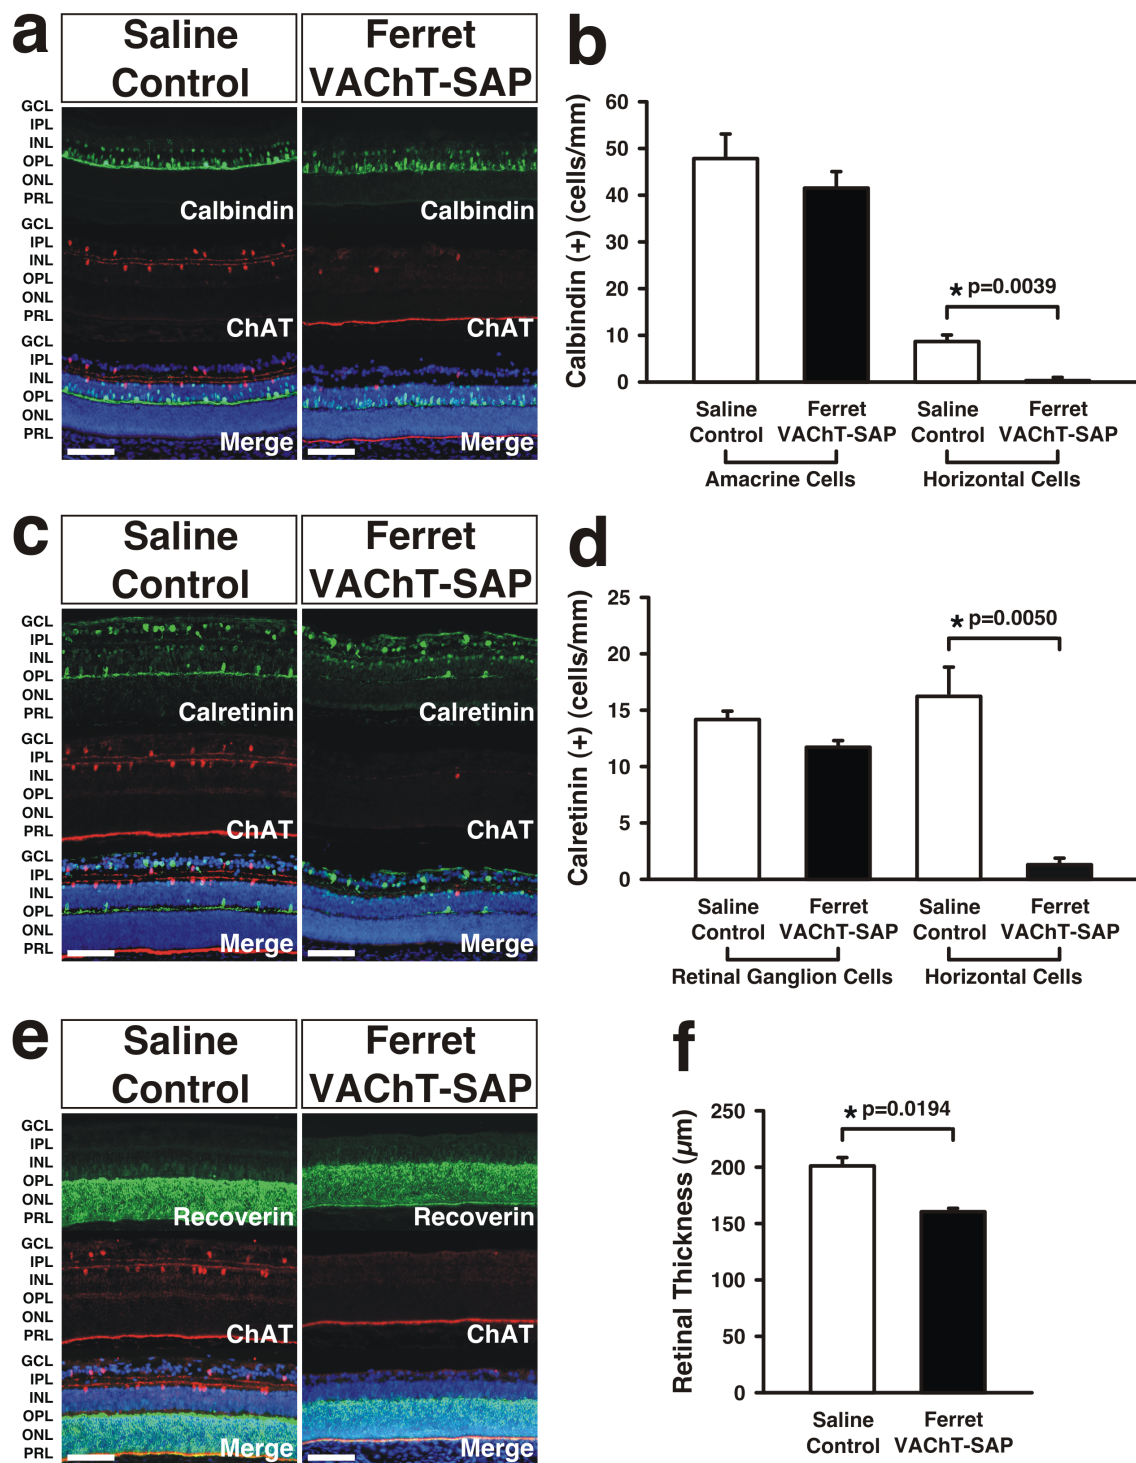 a
Saline
Control
Ferret
VAChT-SAP
GCL
IPL
INL
OPL
ONL
PRL
Calbindin
Calbindin
GCL
IPL
INL
OPL
ONL
PRL
ChAT
ChAT
GCL
IPL
INL
OPL
ONL
PRL
Merge
Merge
b
Calbindin (+) (cells/mm)
60
50
40
30
20
10
0
* p=0.0039
Saline
Control
Ferret
VAChT-SAP
Saline
Control
Ferret
VAChT-SAP
Amacrine Cells
Horizontal Cells
c
Saline
Control
Ferret
VAChT-SAP
GCL
IPL
INL
OPL
ONL
PRL
Calretinin
Calretinin
GCL
IPL
INL
OPL
ONL
PRL
ChAT
ChAT
GCL
IPL
INL
OPL
ONL
PRL
Merge
Merge
d
Calretinin (+) (cells/mm)
25
20
15
10
5
0
* p=0.0050
Saline
Control
Ferret
VAChT-SAP
Saline
Control
Ferret
VAChT-SAP
Retinal Ganglion Cells
Horizontal Cells
e
Saline
Control
Ferret
VAChT-SAP
GCL
IPL
INL
OPL
ONL
PRL
Recoverin
Recoverin
GCL
IPL
INL
OPL
ONL
PRL
ChAT
ChAT
GCL
IPL
INL
OPL
ONL
PRL
Merge
Merge
f
Retinal Thickness (µm)
250
200
150
100
50
0
* p=0.0194
Saline
Control
Ferret
VAChT-SAP